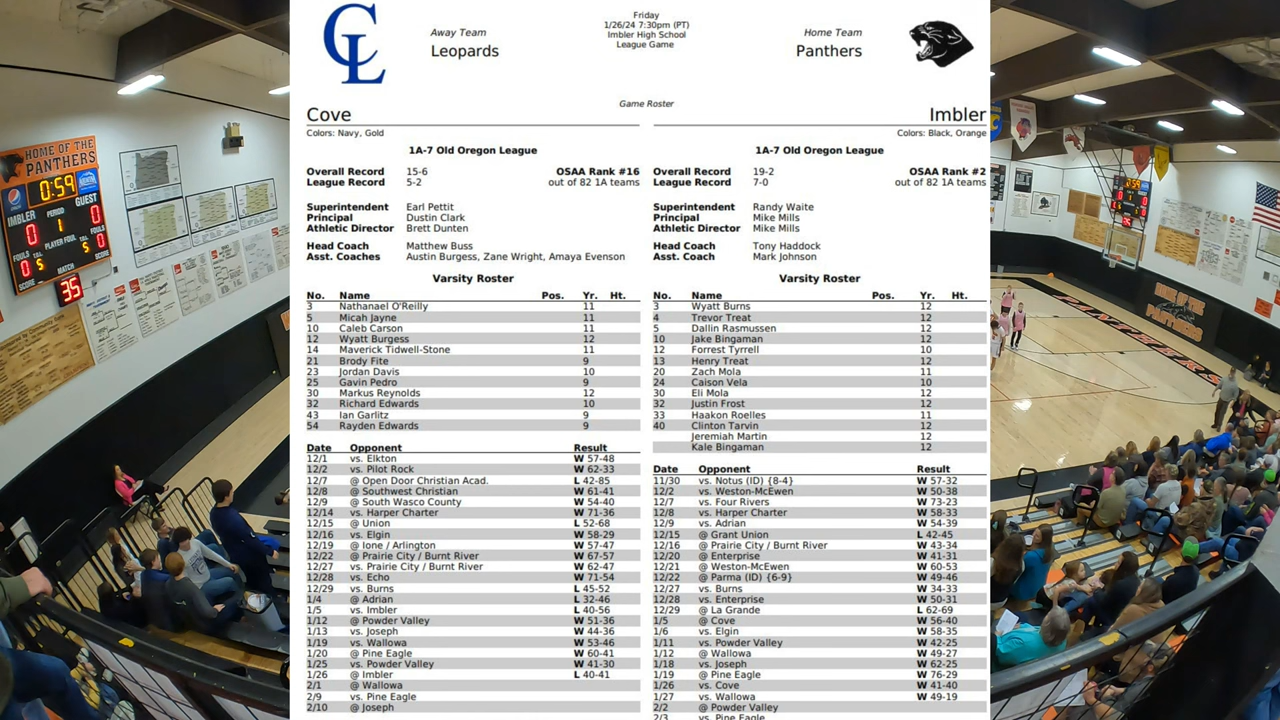 CL
Away Team
Leopards
Friday
1/26/24 7:30pm (PT)
Imbler High School
League Game
Home Team
Panthers
Game Roster
Cove
Colors: Navy, Gold
1A-7 Old Oregon League
Overall Record 15-6 OSAA Rank #16
League Record 5-2 out of 82 1A teams
Superintendent Earl Pettit
Principal Dustin Clark
Athletic Director Brett Dunten
Head Coach Matthew Buss
Asst. Coaches Austin Burgess, Zane Wright, Amaya Evenson
Varsity Roster
No. Name Pos. Yr. Ht.
3 Nathanael O'Reilly 11
5 Micah Jayne 11
10 Caleb Carson 11
12 Wyatt Burgess 12
14 Maverick Tidwell-Stone 11
21 Brody Fite 9
23 Jordan Davis 10
25 Gavin Pedro 9
30 Markus Reynolds 12
32 Richard Edwards 10
43 Ian Garlitz 9
54 Rayden Edwards 9
Date Opponent Result
12/1 vs. Elkton W 57-48
12/2 vs. Pilot Rock W 62-33
12/7 @ Open Door Christian Acad. L 42-85
12/8 @ Southwest Christian W 61-41
12/9 @ South Wasco County W 54-40
12/14 vs. Harper Charter W 71-36
12/15 @ Union L 52-68
12/16 vs. Elgin W 58-29
12/19 @ Ione / Arlington W 57-47
12/22 @ Prairie City / Burnt River W 67-57
12/27 vs. Prairie City / Burnt River W 62-47
12/28 vs. Echo W 71-54
12/29 vs. Burns L 45-52
1/4 @ Adrian L 32-46
1/5 vs. Imbler L 40-56
1/12 @ Powder Valley W 51-36
1/13 vs. Joseph W 44-36
1/19 vs. Wallowa W 53-46
1/20 @ Pine Eagle W 60-41
1/25 vs. Powder Valley W 41-30
1/26 @ Imbler L 40-41
2/1 @ Wallowa
2/9 vs. Pine Eagle
2/10 @ Joseph
Imbler
Colors: Black, Orange
1A-7 Old Oregon League
Overall Record 19-2 OSAA Rank #2
League Record 7-0 out of 82 1A teams
Superintendent Randy Waite
Principal Mike Mills
Athletic Director Mike Mills
Head Coach Tony Haddock
Asst. Coach Mark Johnson
Varsity Roster
No. Name Pos. Yr. Ht.
3 Wyatt Burns 12
4 Trevor Treat 12
5 Dallin Rasmussen 12
10 Jake Bingaman 12
12 Forrest Tyrrell 10
13 Henry Treat 12
20 Zach Mola 11
24 Caison Vela 10
30 Eli Mola 12
32 Justin Frost 12
33 Haakon Roelles 11
40 Clinton Tarvin 12
Jeremiah Martin 12
Kale Bingaman 12
Date Opponent Result
11/30 vs. Notus (ID) {8-4} W 57-32
12/2 vs. Weston-McEwen W 50-38
12/7 vs. Four Rivers W 73-23
12/8 vs. Harper Charter W 58-33
12/9 vs. Adrian W 54-39
12/15 @ Grant Union L 42-45
12/16 @ Prairie City / Burnt River W 43-34
12/20 @ Enterprise W 41-31
12/21 @ Weston-McEwen W 60-53
12/22 @ Parma (ID) {6-9} W 49-46
12/27 vs. Burns W 34-33
12/28 vs. Enterprise W 50-31
12/29 @ La Grande L 62-69
1/5 @ Cove W 56-40
1/6 vs. Elgin W 58-35
1/11 vs. Powder Valley W 42-25
1/12 @ Wallowa W 49-27
1/18 vs. Joseph W 62-25
1/19 @ Pine Eagle W 76-29
1/26 vs. Cove W 41-40
1/27 vs. Wallowa W 49-19
2/2 @ Powder Valley
2/3 vs. Pine Eagle
HOME OF THE
PANTHERS
0:59
pepsi
IMBLER
PERIOD
GUEST
0 1 0
PLAYER FOUL
FOULS
T.O.L.
0 5 5 0
MATCH
SCORE
35
HOME OF THE
PANTHERS
PANTHERS